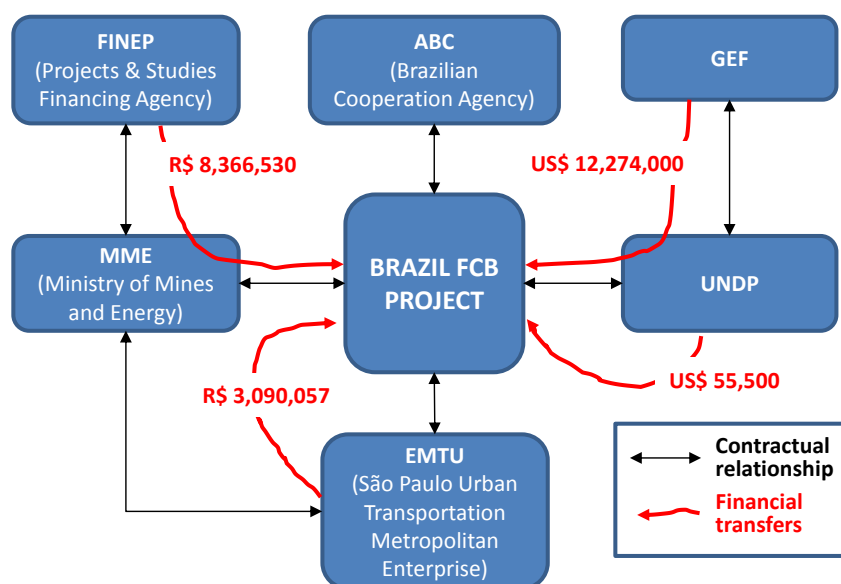 FINEP
(Projects & Studies
Financing Agency)
ABC
(Brazilian
Cooperation Agency)
GEF
R$ 8,366,530
US$ 12,274,000
MME
(Ministry of Mines
and Energy)
BRAZIL FCB
PROJECT
UNDP
R$ 3,090,057
US$ 55,500
EMTU
(São Paulo Urban
Transportation
Metropolitan
Enterprise)
Contractual
relationship
Financial
transfers